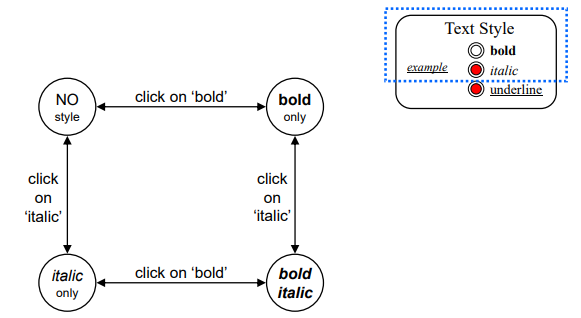 Text Style
bold
example
italic
underline
NO
style
click on ‘bold’
bold
only
click
on
‘italic’
click
on
‘italic’
italic
only
click on ‘bold’
bold
italic